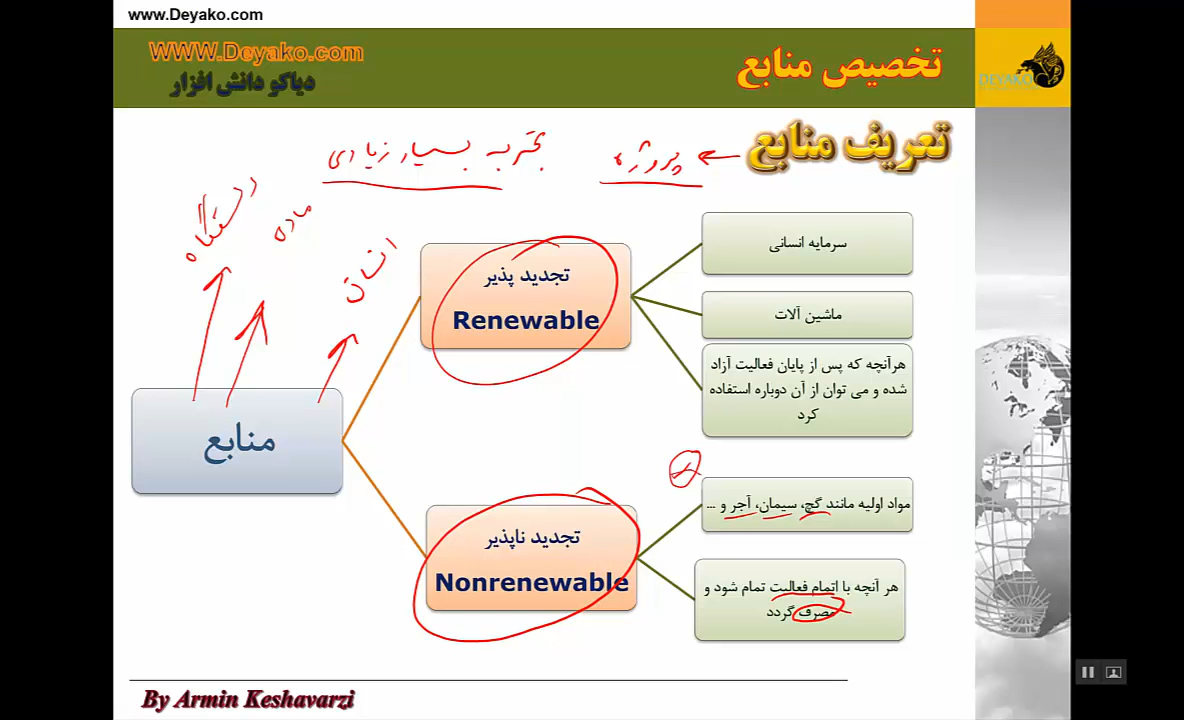 www.Deyako.com
WWW.Deyako.com
دیاکو دانش افزار
تخصیص منابع
DEYAKO
تعریف منابع
پروژه
تجربه بسیار زیادی
دستگاه
ماده
انسان
منابع
تجدید پذیر
Renewable
سرمایه انسانی
ماشین آلات
هرآنچه که پس از پایان فعالیت آزاد
شده و می توان از آن دوباره استفاده
کرد
تجدید ناپذیر
Nonrenewable
مواد اولیه مانند گچ، سیمان، آجر و ...
هر آنچه با اتمام فعالیت تمام شود و
مصرف گردد
By Armin Keshavarzi